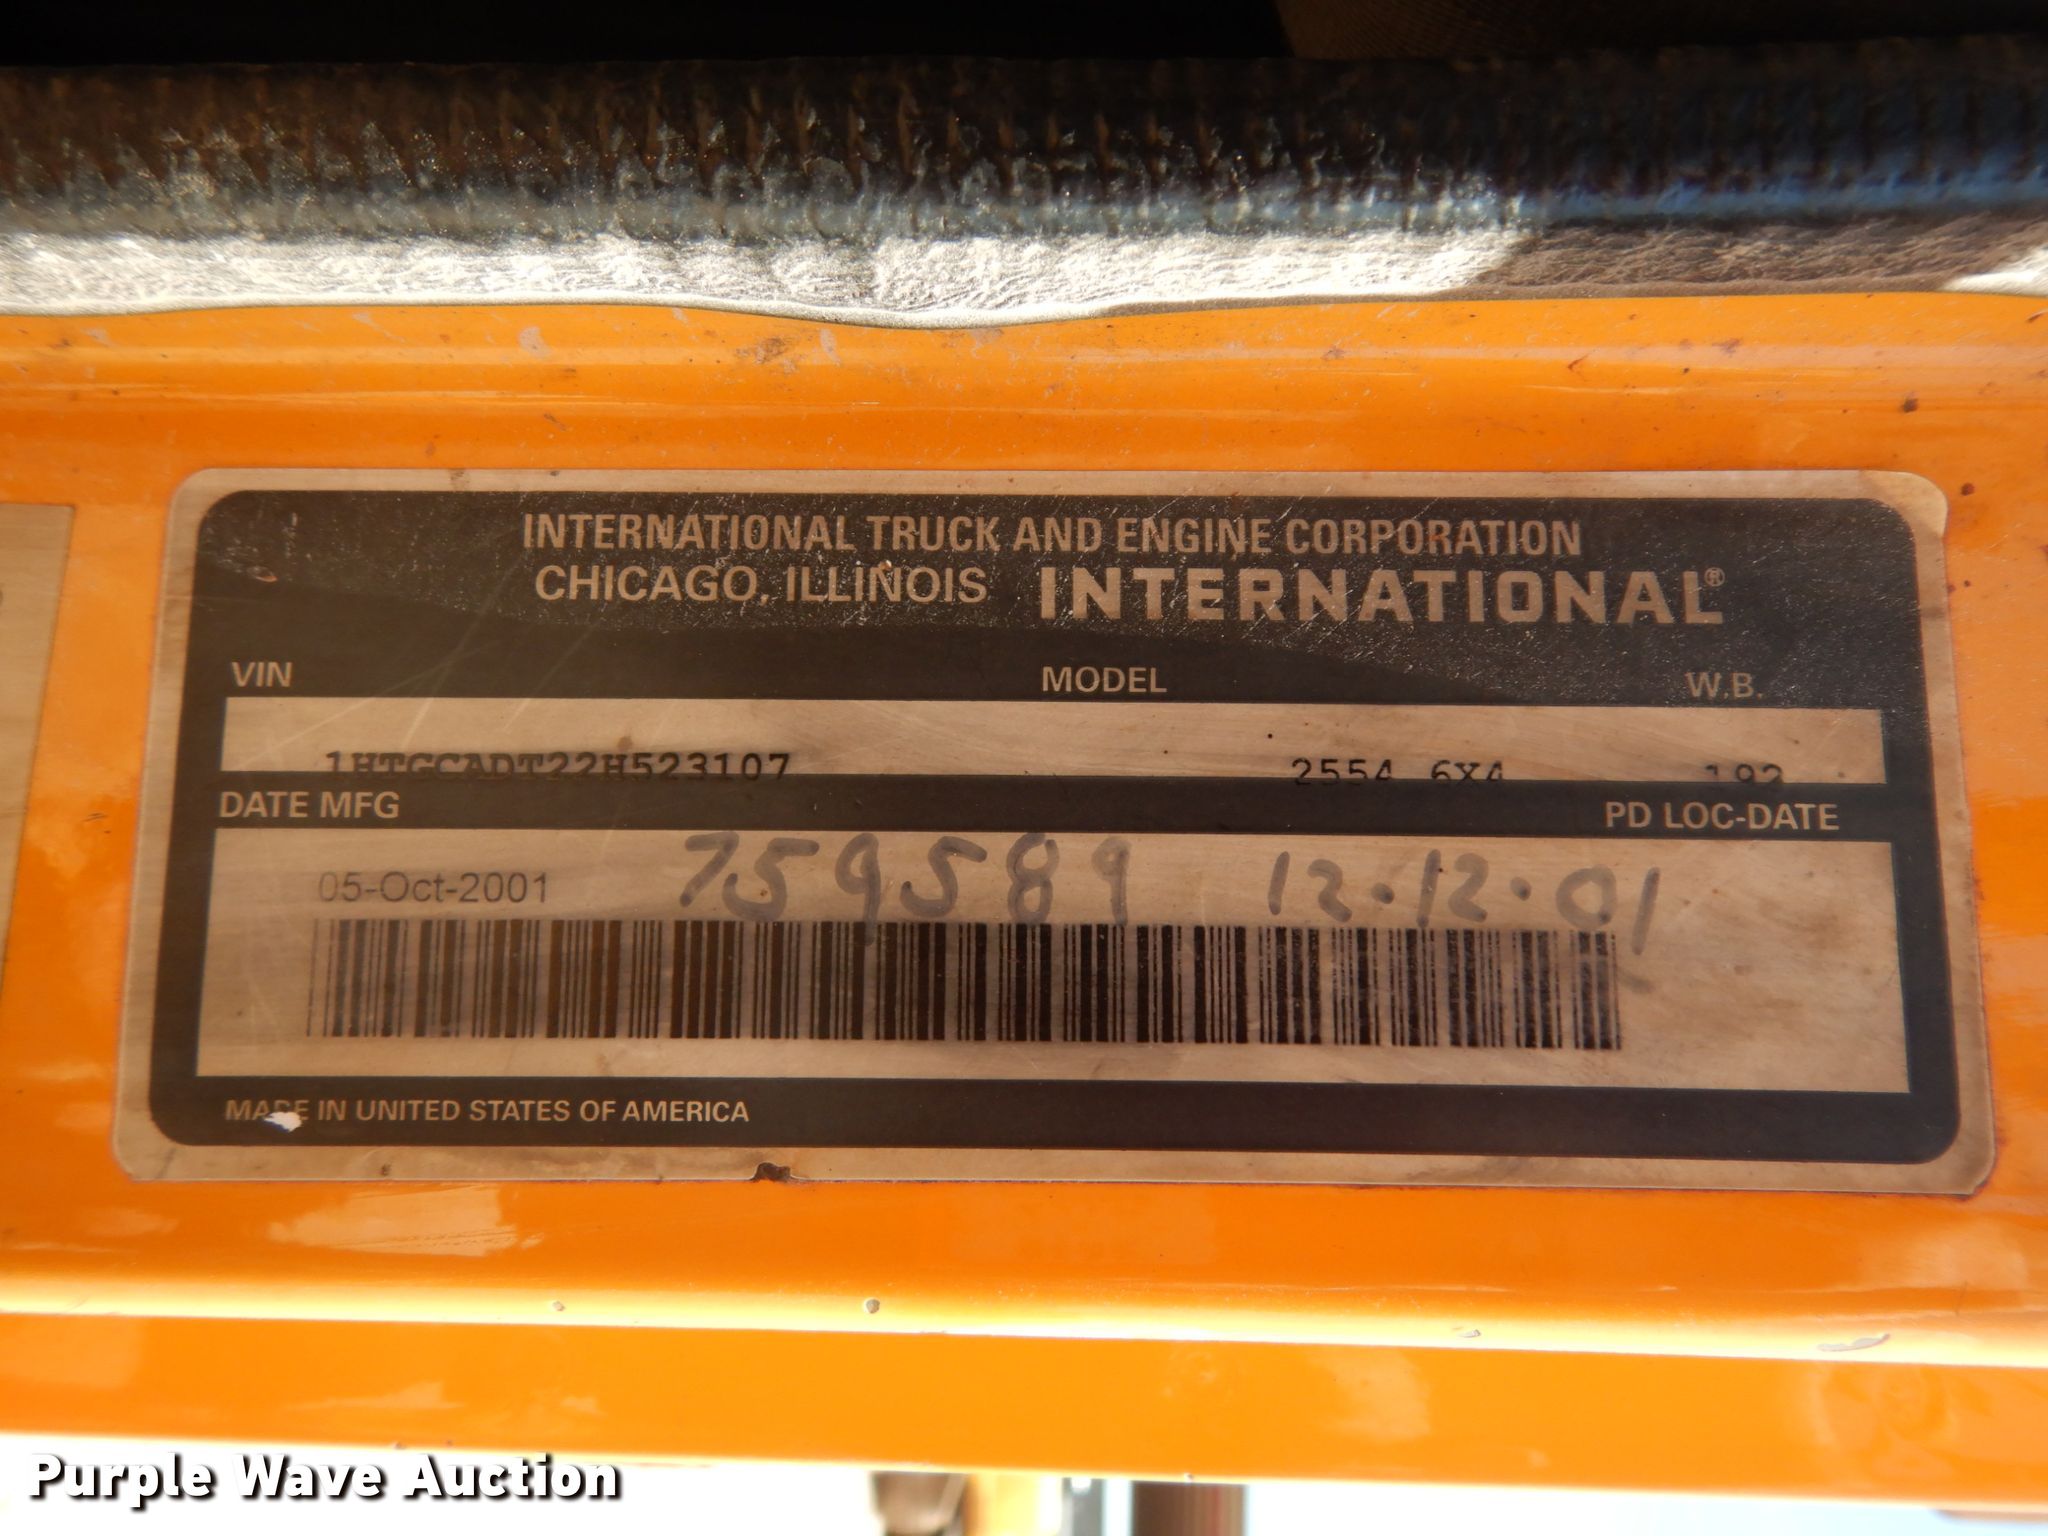 INTERNATIONAL TRUCK AND ENGINE CORPORATION
CHICAGO, ILLINOIS INTERNATIONAL®
VIN MODEL W.B.
1HTGCADT22H523107 2554 6X4 192
DATE MFG PD LOC-DATE
05-Oct-2001 759589 12.12.01
MADE IN UNITED STATES OF AMERICA
Purple Wave Auction